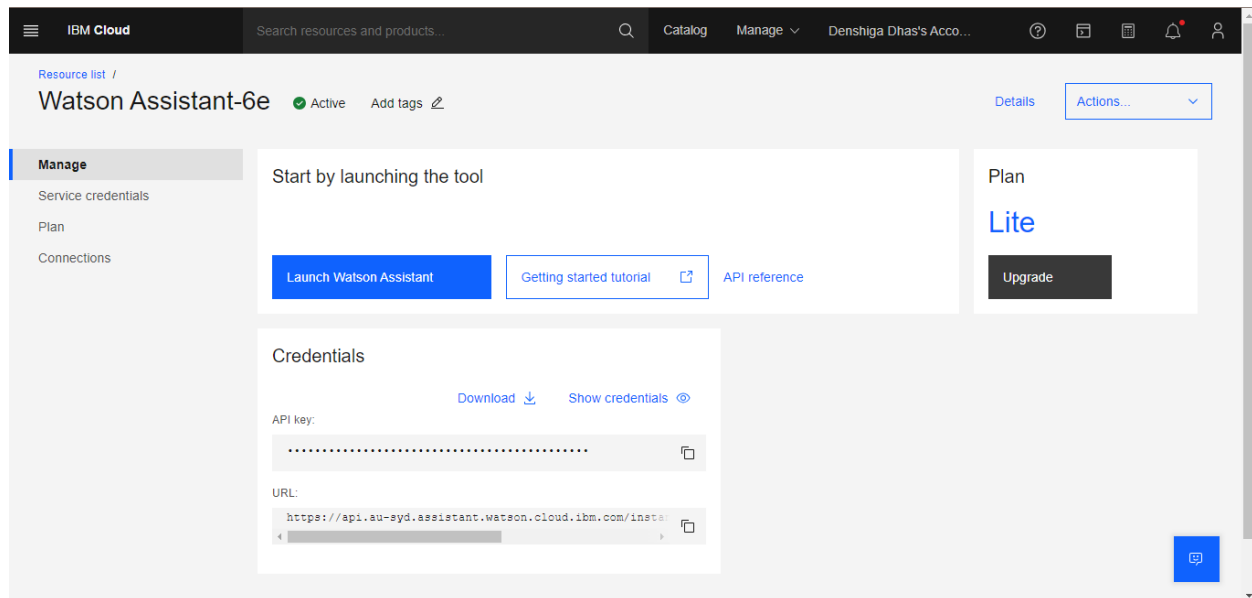 IBM Cloud Search resources and products... Catalog Manage Denshiga Dhas's Acco...
Resource list /
Watson Assistant-6e Active Add tags Details Actions...
Manage
Service credentials
Plan
Connections
Start by launching the tool
Launch Watson Assistant Getting started tutorial API reference
Plan
Lite
Upgrade
Credentials
Download Show credentials
API key:
••••••••••••••••••••••••••••••••••••••••••••
URL:
https://api.au-syd.assistant.watson.cloud.ibm.com/insta